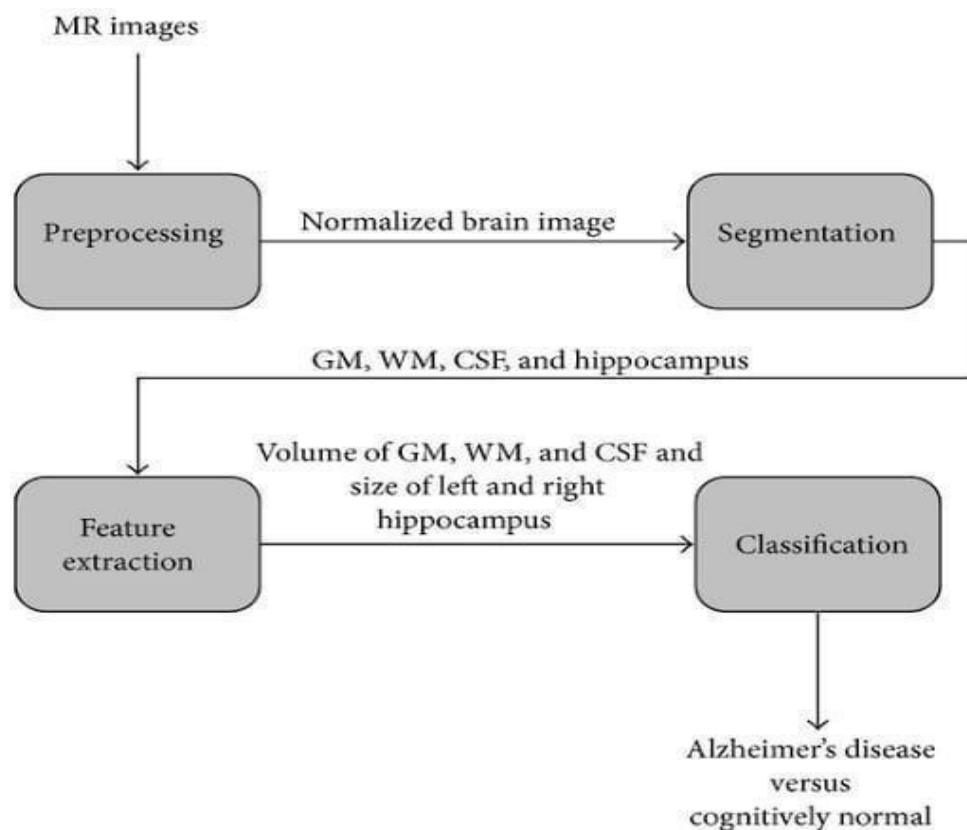 MR images
Preprocessing
Normalized brain image
Segmentation
GM, WM, CSF, and hippocampus
Volume of GM, WM, and CSF and
size of left and right
hippocampus
Feature
extraction
Classification
Alzheimer's disease
versus
cognitively normal